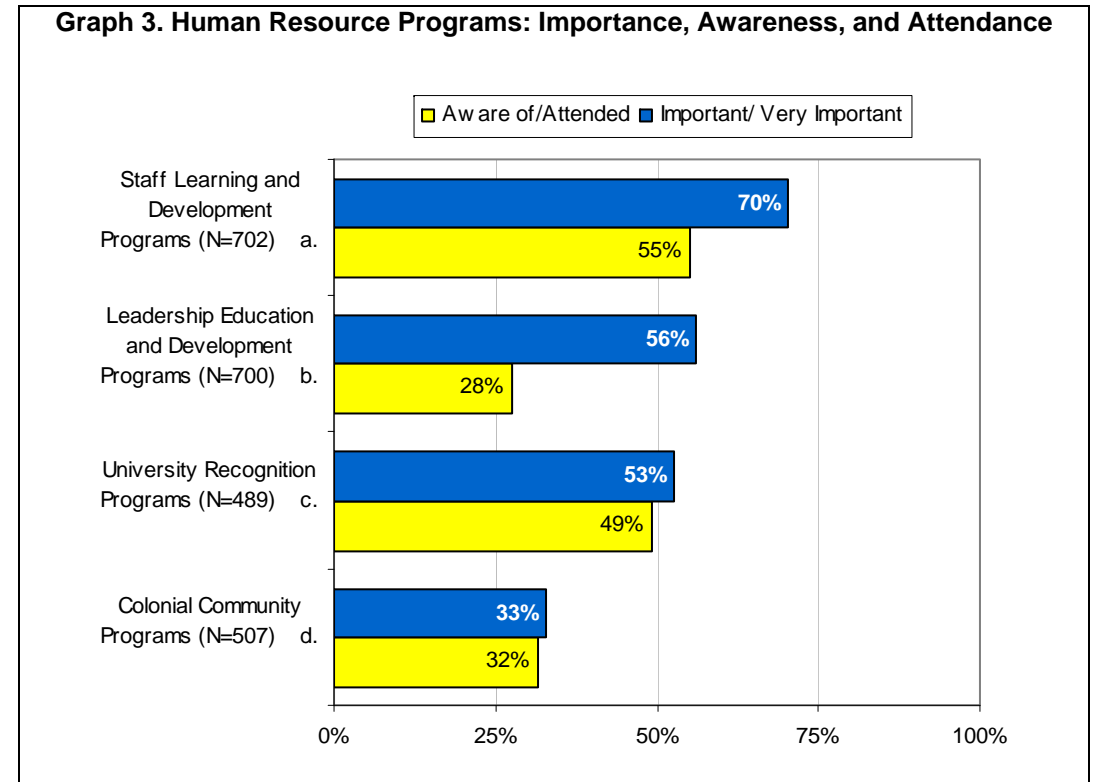 Graph 3. Human Resource Programs: Importance, Awareness, and Attendance
Aware of/Attended Important/ Very Important
Staff Learning and
Development
Programs (N=702) a.
70%
55%
Leadership Education
and Development
Programs (N=700) b.
56%
28%
University Recognition
Programs (N=489) c.
53%
49%
Colonial Community
Programs (N=507) d.
33%
32%
0% 25% 50% 75% 100%